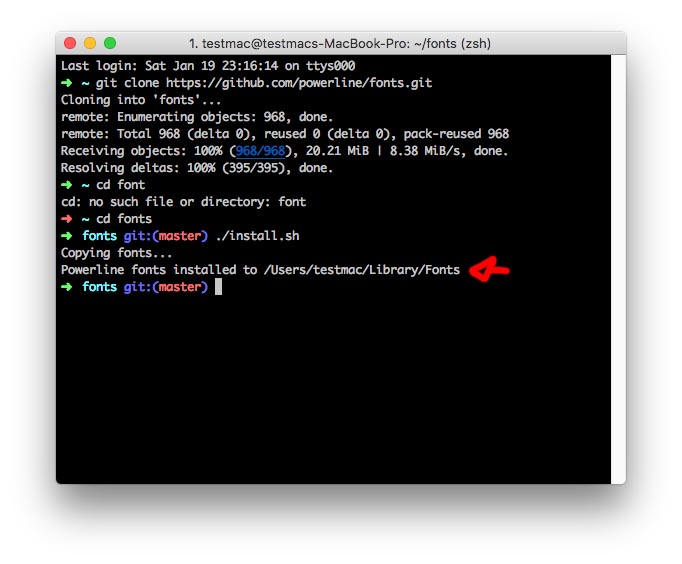 1. testmac@testmacs-MacBook-Pro: ~/fonts (zsh)
Last login: Sat Jan 19 23:16:14 on ttys000
➜ ~ git clone https://github.com/powerline/fonts.git
Cloning into 'fonts'...
remote: Enumerating objects: 968, done.
remote: Total 968 (delta 0), reused 0 (delta 0), pack-reused 968
Receiving objects: 100% (968/968), 20.21 MiB | 8.38 MiB/s, done.
Resolving deltas: 100% (395/395), done.
➜ ~ cd font
cd: no such file or directory: font
➜ ~ cd fonts
➜ fonts git:(master) ./install.sh
Copying fonts...
Powerline fonts installed to /Users/testmac/Library/Fonts
➜ fonts git:(master)